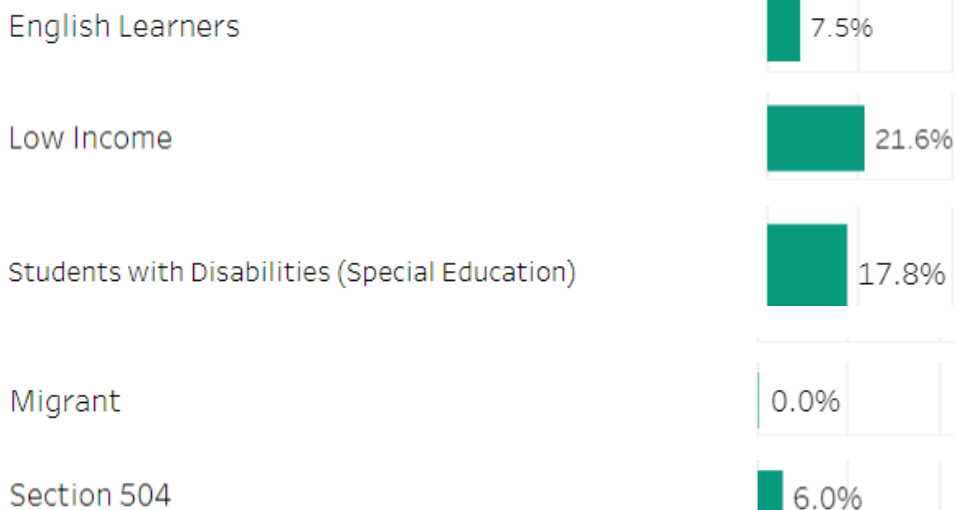 English Learners 7.5%
Low Income 21.6%
Students with Disabilities (Special Education) 17.8%
Migrant 0.0%
Section 504 6.0%